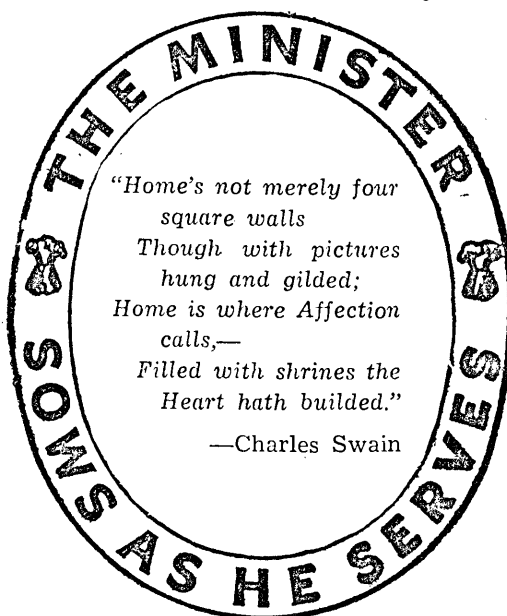 THE MINISTER
"Home's not merely four
square walls
Though with pictures
hung and gilded;
Home is where Affection
calls,—
Filled with shrines the
Heart hath builded."
—Charles Swain
SOWS AS HE SERVES